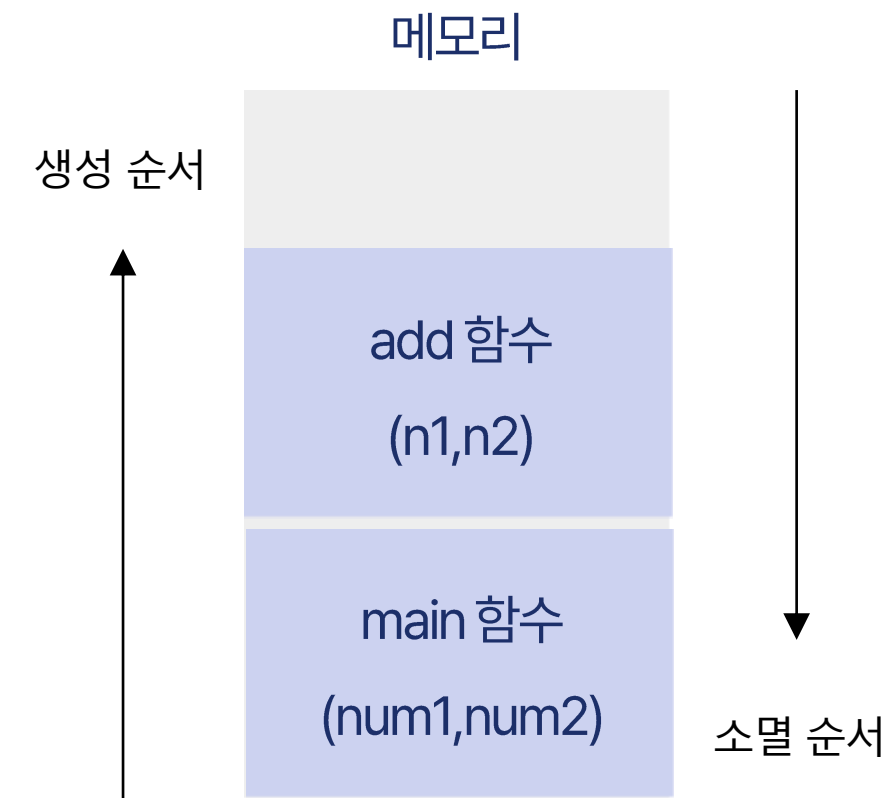 메모리
생성 순서
add 함수
(n1,n2)
main 함수
(num1,num2)
소멸 순서